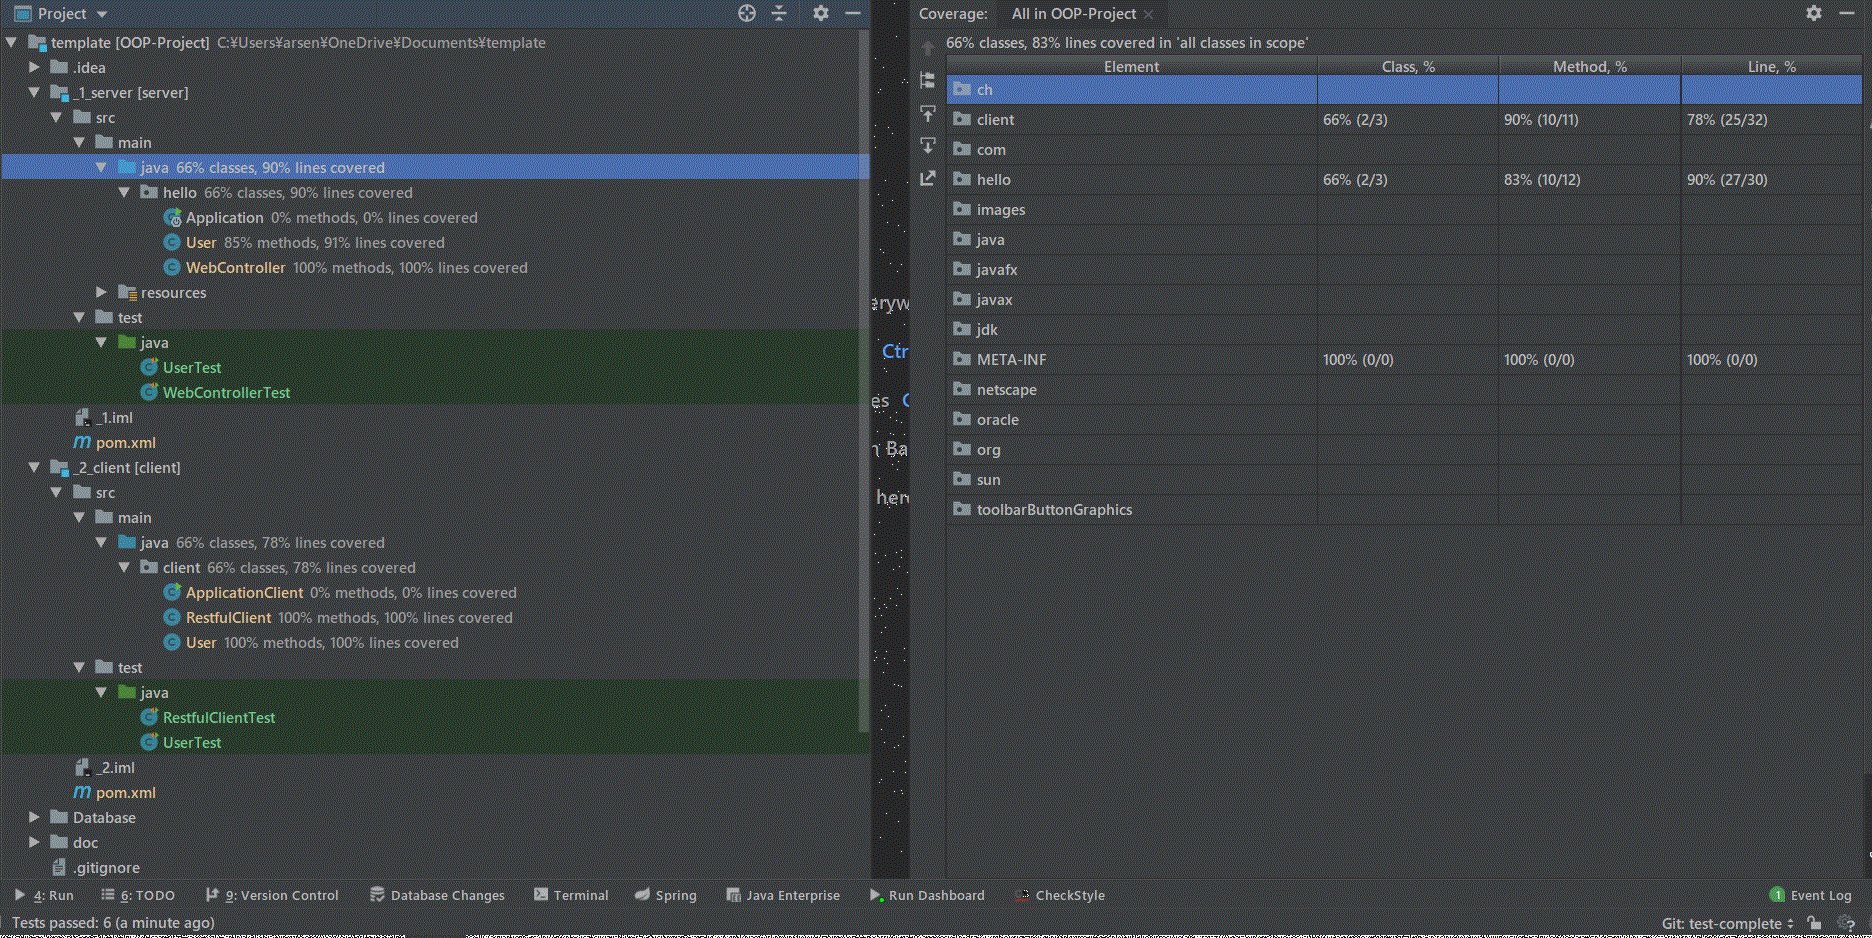 Project
template [OOP-Project] C:¥Users¥arsen¥OneDrive¥Documents¥template
.idea
_1_server [server]
src
main
java 66% classes, 90% lines covered
hello 66% classes, 90% lines covered
Application 0% methods, 0% lines covered
User 85% methods, 91% lines covered
WebController 100% methods, 100% lines covered
resources
test
java
UserTest
WebControllerTest
_1.iml
pom.xml
_2_client [client]
src
main
java 66% classes, 78% lines covered
client 66% classes, 78% lines covered
ApplicationClient 0% methods, 0% lines covered
RestfulClient 100% methods, 100% lines covered
User 100% methods, 100% lines covered
test
java
RestfulClientTest
UserTest
_2.iml
pom.xml
Database
doc
.gitignore
Ctr
es
Ba
her
Coverage: All in OOP-Project
66% classes, 83% lines covered in 'all classes in scope'
Element Class, % Method, % Line, %
ch
client 66% (2/3) 90% (10/11) 78% (25/32)
com
hello 66% (2/3) 83% (10/12) 90% (27/30)
images
java
javafx
javax
jdk
META-INF 100% (0/0) 100% (0/0) 100% (0/0)
netscape
oracle
org
sun
toolbarButtonGraphics
4: Run 6: TODO 9: Version Control Database Changes Terminal Spring Java Enterprise Run Dashboard CheckStyle 1 Event Log
Tests passed: 6 (a minute ago) Git: test-complete